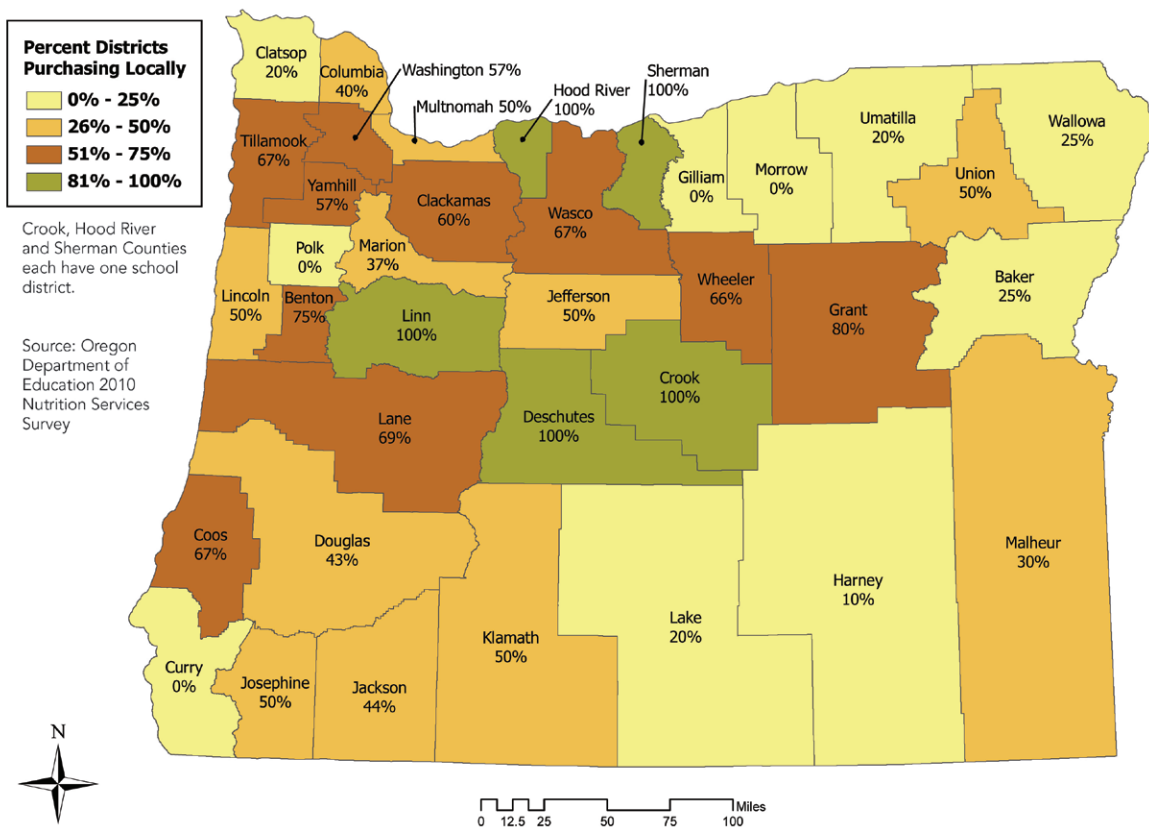 Percent Districts
Purchasing Locally
0% - 25%
26% - 50%
51% - 75%
81% - 100%
Crook, Hood River
and Sherman Counties
each have one school
district.
Source: Oregon
Department of
Education 2010
Nutrition Services
Survey
Clatsop
20%
Columbia
40%
Washington 57%
Multnomah 50%
Hood River
100%
Sherman
100%
Tillamook
67%
Yamhill
57%
Clackamas
60%
Wasco
67%
Gilliam
0%
Morrow
0%
Umatilla
20%
Union
50%
Wallowa
25%
Polk
0%
Marion
37%
Lincoln
50%
Benton
75%
Linn
100%
Jefferson
50%
Wheeler
66%
Grant
80%
Baker
25%
Lane
69%
Deschutes
100%
Crook
100%
Coos
67%
Douglas
43%
Malheur
30%
Harney
10%
Lake
20%
Klamath
50%
Curry
0%
Josephine
50%
Jackson
44%
N
Miles
0 12.5 25 50 75 100